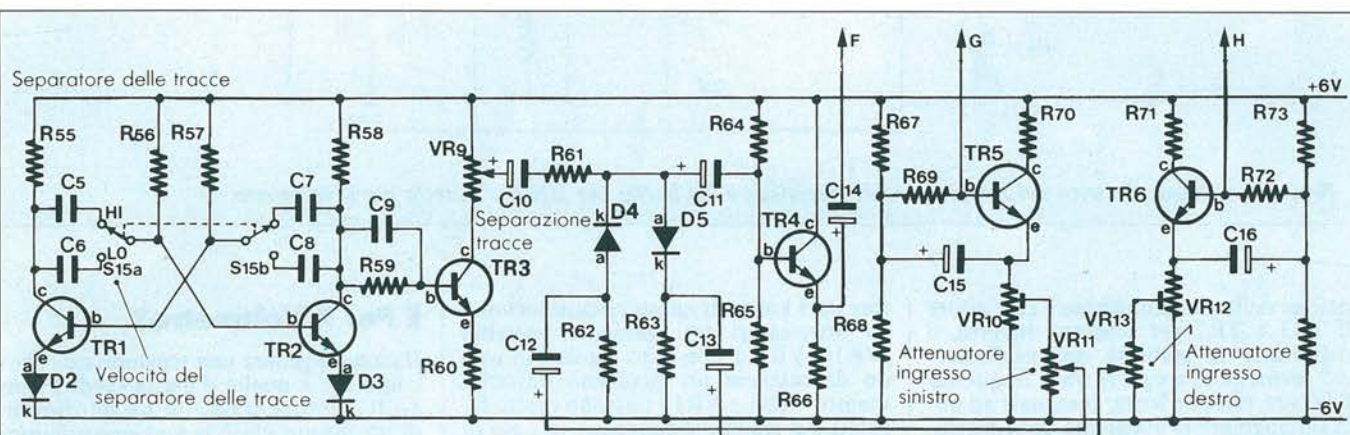 Separatore delle tracce
F
G
H
+6V
R55
R56
R57
R58
VR9
R61
R64
R67
R70
R71
R73
TR5
C5
HI
C7
C9
+
C10
+
C11
C14
R69
TR6
R72
c
b
e
D4
D5
k
a
a
k
TR4
Separazione
tracce
C6
LO
S15a
C8
S15b
R59
TR3
c
b
e
c
b
e
+
C15
c
b
e
C16
+
c
b
e
TR1
c
b
e
TR2
c
b
e
R65
R68
VR10
VR11
VR13
VR12
R62
R63
C12
+
C13
+
R60
R66
a
D2
k
Velocità del
separatore delle tracce
a
D3
k
Attenuatore
ingresso
sinistro
Attenuatore
ingresso
destro
−6V